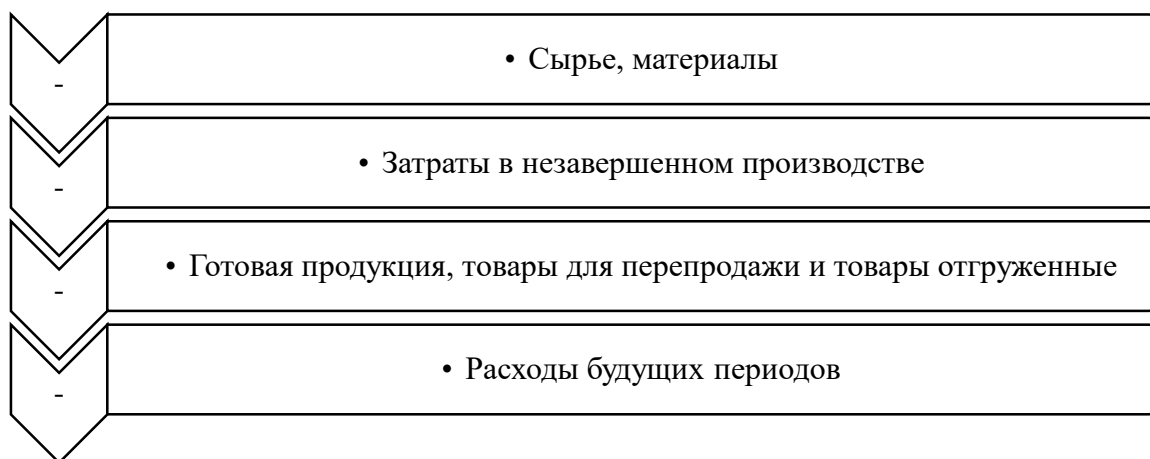 -
• Сырье, материалы
-
• Затраты в незавершенном производстве
-
• Готовая продукция, товары для перепродажи и товары отгруженные
-
• Расходы будущих периодов